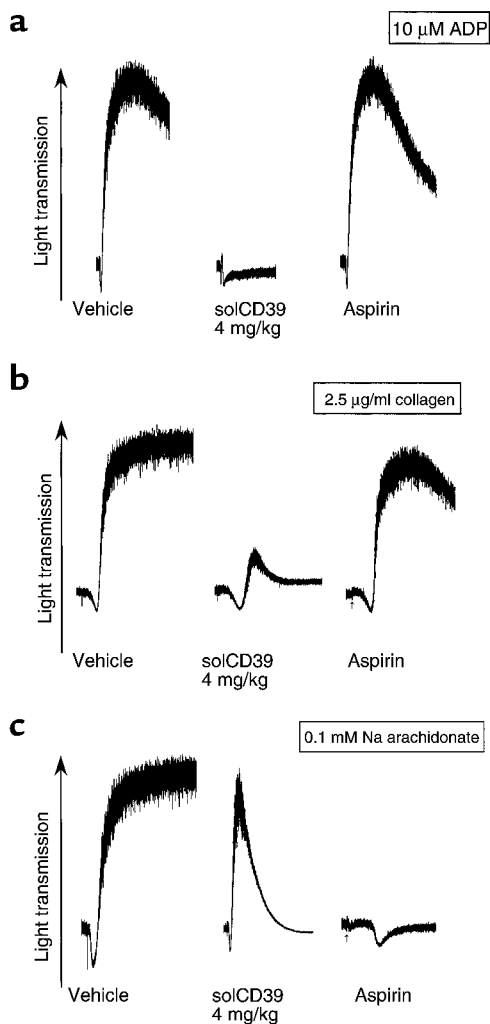 a
10 µM ADP
Light transmission
Vehicle
solCD39
4 mg/kg
Aspirin
b
2.5 µg/ml collagen
Light transmission
Vehicle
solCD39
4 mg/kg
Aspirin
c
0.1 mM Na arachidonate
Light transmission
Vehicle
solCD39
4 mg/kg
Aspirin